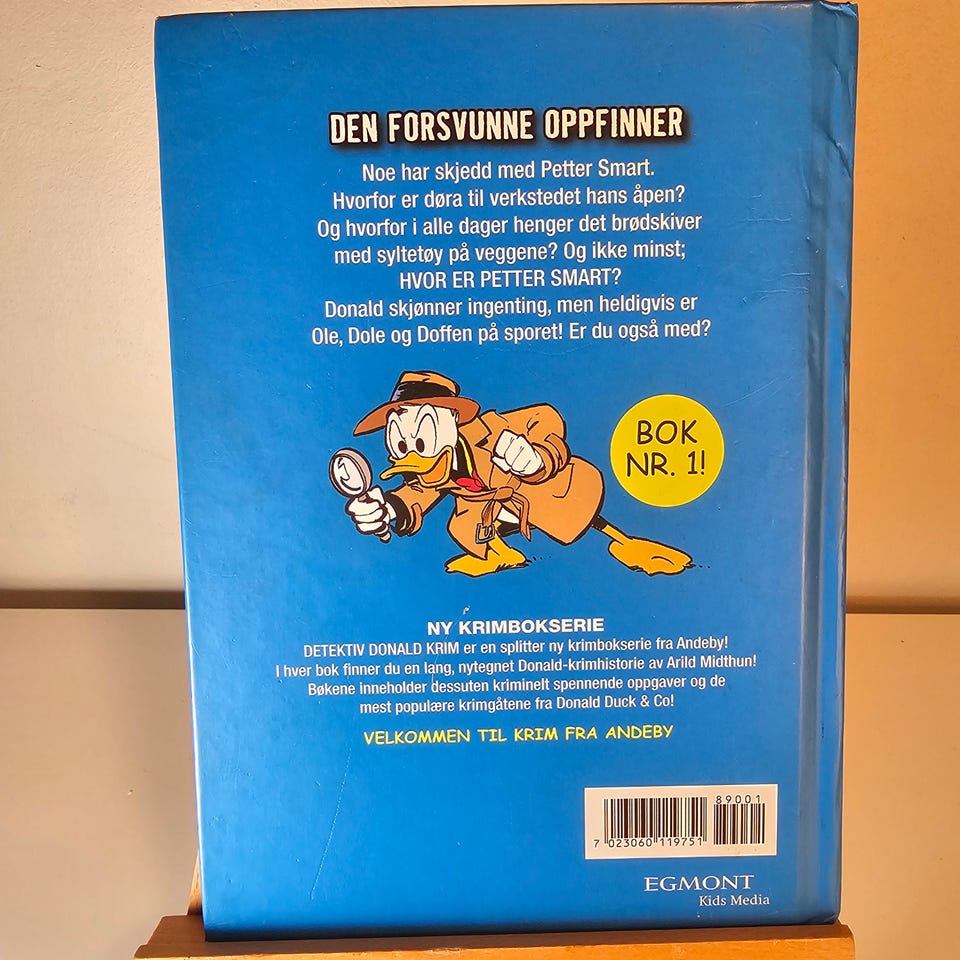 DEN FORSVUNNE OPPFINNER
Noe har skjedd med Petter Smart.
Hvorfor er døra til verkstedet hans åpen?
Og hvorfor i alle dager henger det brødskiver
med syltetøy på veggene? Og ikke minst;
HVOR ER PETTER SMART?
Donald skjønner ingenting, men heldigvis er
Ole, Dole og Doffen på sporet! Er du også med?
BOK
NR. 1!
NY KRIMBOKSERIE
DETEKTIV DONALD KRIM er en splitter ny krimbokserie fra Andeby!
I hver bok finner du en lang, nytegnet Donald-krimhistorie av Arild Midthun!
Bøkene inneholder dessuten kriminelt spennende oppgaver og de
mest populære krimgåtene fra Donald Duck & Co!
VELKOMMEN TIL KRIM FRA ANDEBY
89001
7 023060 119751
EGMONT
Kids Media